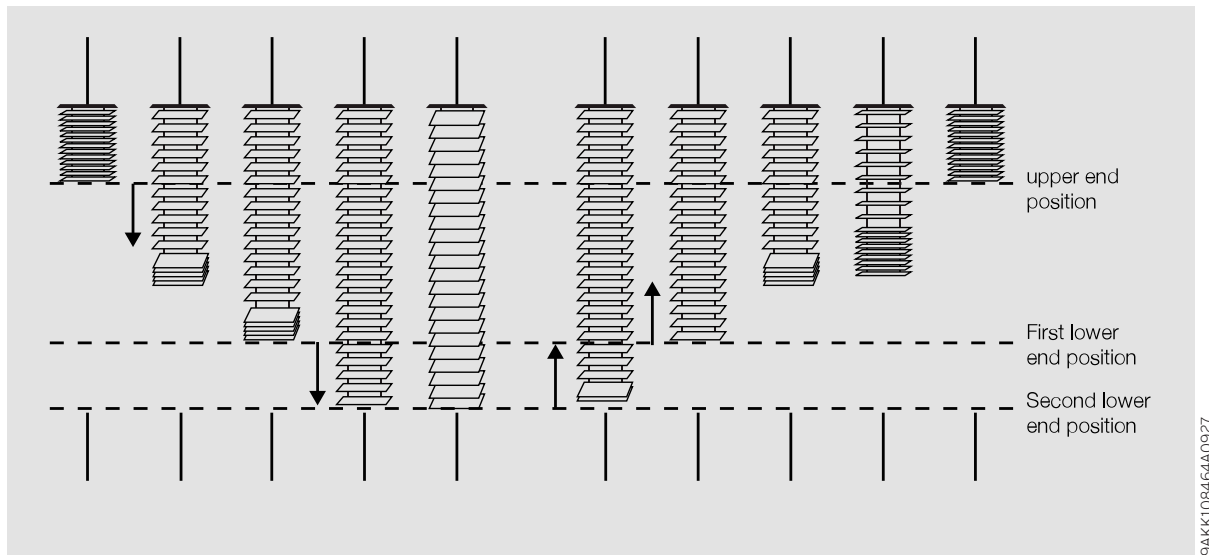 upper end
position
First lower
end position
Second lower
end position
9AKK108464A0927